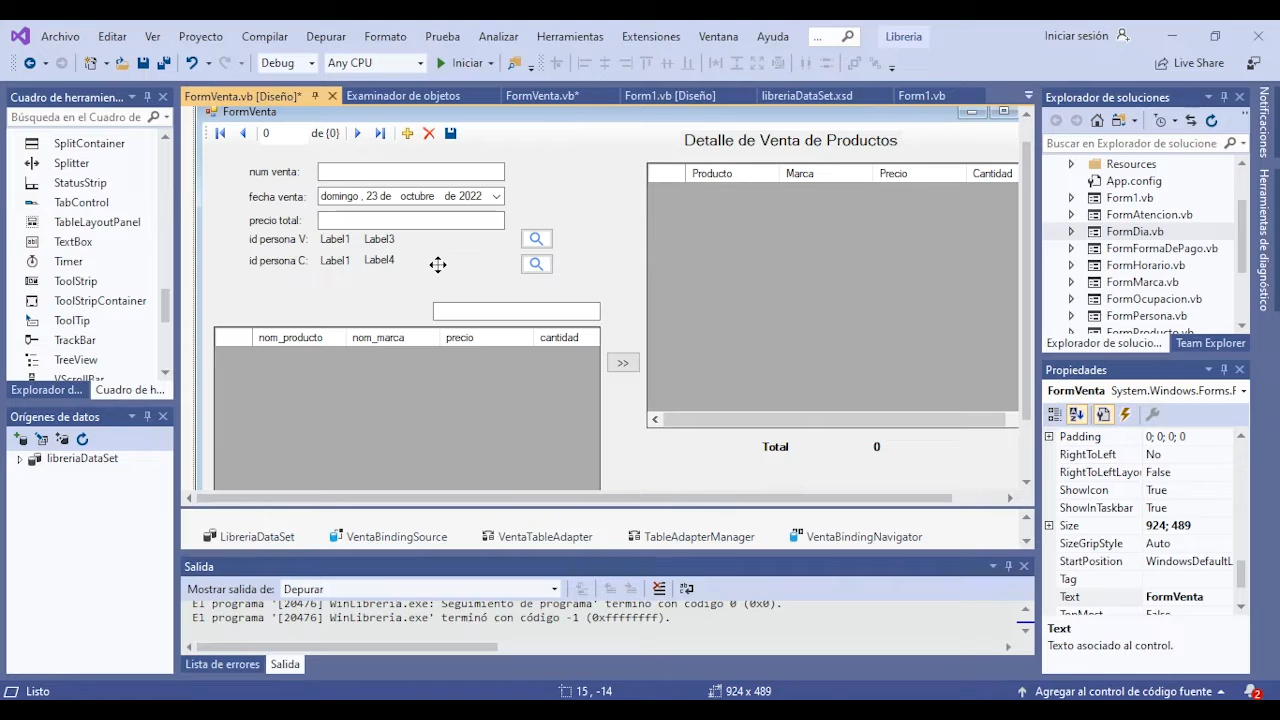 Archivo Editar Ver Proyecto Compilar Depurar Formato Prueba Analizar Herramientas Extensiones Ventana Ayuda ... Libreria Iniciar sesión
Debug Any CPU Iniciar Live Share
Cuadro de herramien...
Búsqueda en el Cuadro de
SplitContainer
Splitter
StatusStrip
TabControl
TableLayoutPanel
TextBox
Timer
ToolStrip
ToolStripContainer
ToolTip
TrackBar
TreeView
VScrollBar
Explorador d... Cuadro de h...
Orígenes de datos
libreriaDataSet
FormVenta.vb [Diseño]* Examinador de objetos FormVenta.vb* Form1.vb [Diseño] libreriaDataSet.xsd Form1.vb
FormVenta
0 de {0}
num venta:
fecha venta: domingo , 23 de octubre de 2022
precio total:
id persona V: Label1 Label3
id persona C: Label1 Label4
nom_producto nom_marca precio cantidad
>>
Detalle de Venta de Productos
Producto Marca Precio Cantidad
Total 0
LibreriaDataSet VentaBindingSource VentaTableAdapter TableAdapterManager VentaBindingNavigator
Salida
Mostrar salida de: Depurar
El programa '[20476] WinLibreria.exe: Seguimiento de programa' terminó con código 0 (0x0).
El programa '[20476] WinLibreria.exe' terminó con código -1 (0xffffffff).
Lista de errores Salida
Explorador de soluciones
Buscar en Explorador de solucione
Resources
App.config
Form1.vb
FormAtencion.vb
FormDia.vb
FormFormaDePago.vb
FormHorario.vb
FormMarca.vb
FormOcupacion.vb
FormPersona.vb
FormProducto.vb
Explorador de solucio... Team Explorer
Propiedades
FormVenta System.Windows.Forms.F
Padding 0; 0; 0; 0
RightToLeft No
RightToLeftLayou False
ShowIcon True
ShowInTaskbar True
Size 924; 489
SizeGripStyle Auto
StartPosition WindowsDefaultL
Tag
Text FormVenta
TopMost False
Text
Texto asociado al control.
Notificaciones
Herramientas de diagnóstico
Listo 15 , -14 924 x 489 Agregar al control de código fuente 2